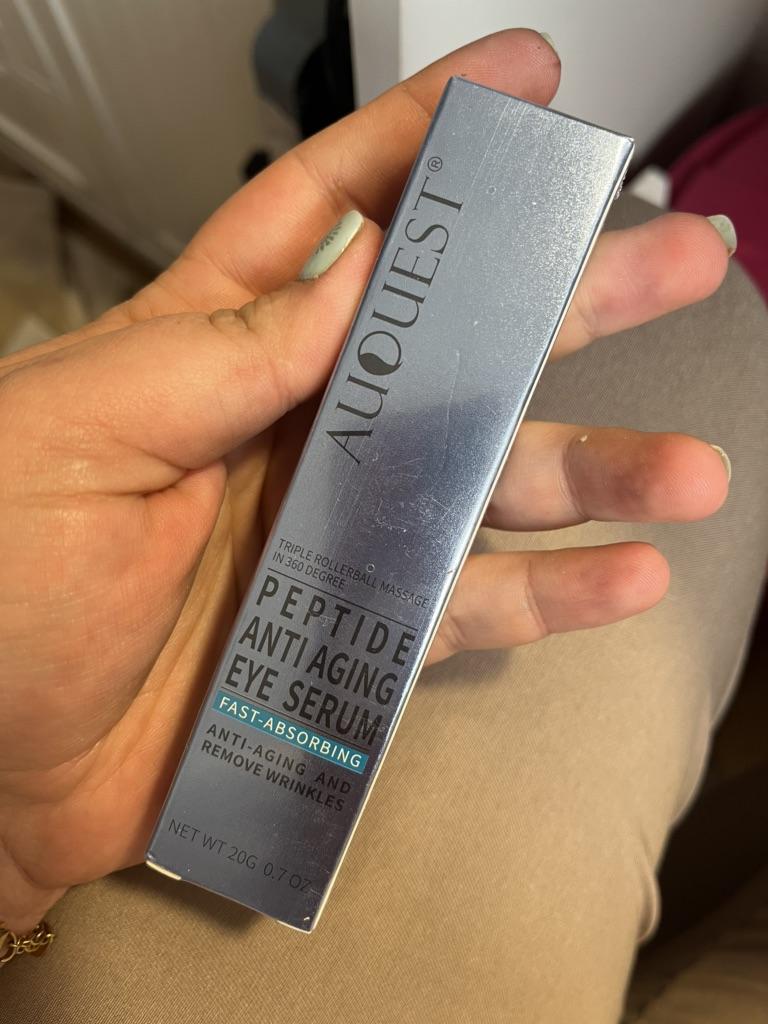 AUQUEST®
TRIPLE ROLLERBALL MASSAGE
IN 360 DEGREE
PEPTIDE
ANTI AGING
EYE SERUM
FAST-ABSORBING
ANTI-AGING AND
REMOVE WRINKLES
NET WT 20G 0.7 OZ